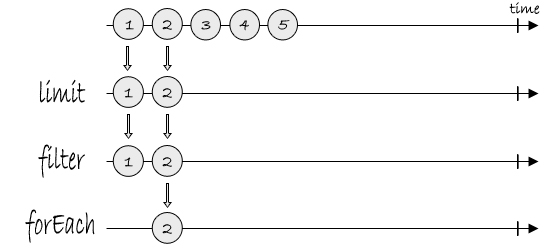 time
1 2 3 4 5
limit 1 2
filter 1 2
forEach 2